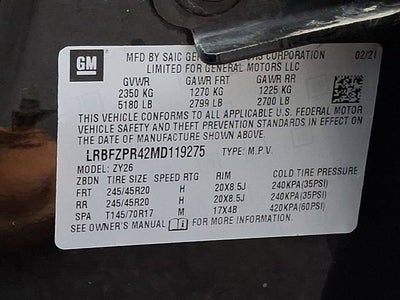 GM
MFD BY SAIC GENERAL MOTORS CORPORATION 02/21
LIMITED FOR GENERAL MOTORS LLC
GVWR GAWR FRT GAWR RR
2350 KG 1270 KG 1225 KG
5180 LB 2799 LB 2700 LB
THIS VEHICLE CONFORMS TO ALL APPLICABLE U.S. FEDERAL MOTOR
VEHICLE SAFETY, BUMPER, AND THEFT PREVENTION STANDARDS IN EFFECT ON
THE DATE OF MANUFACTURE SHOWN ABOVE.
LRBFZPR42MD119275 TYPE: M.P.V.
MODEL: ZY26
ZBDN TIRE SIZE SPEED RTG RIM COLD TIRE PRESSURE
FRT 245/45R20 H 20X8.5J 240KPA(35PSI)
RR 245/45R20 H 20X8.5J 240KPA(35PSI)
SPA T145/70R17 M 17X4B 420KPA(60PSI)
SEE OWNER'S MANUAL FOR MORE INFORMATION.